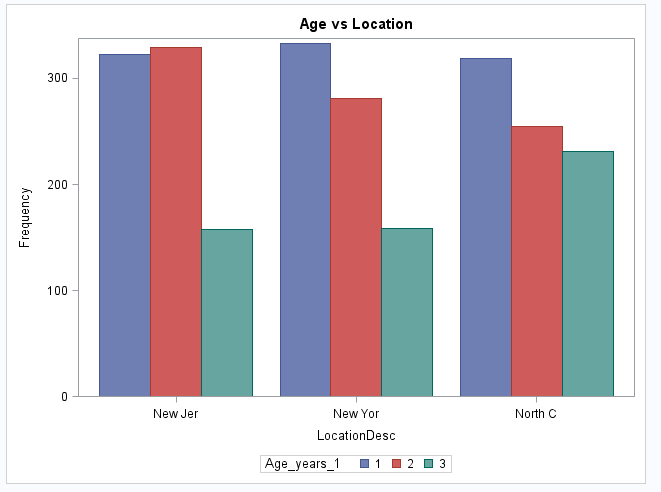 Age vs Location
Frequency
300
200
100
0
New Jer New Yor North C
LocationDesc
Age_years_1 1 2 3